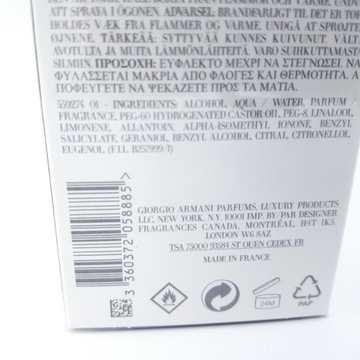 ATT SPRAYA I ÖGONEN. ADVARSEL: BRANDFARLIGT TIL DET ER TØR
HOLDES VÆK FRA FLAMMER OG VARME. UNDGÅ AT SPRØJTE
ØJNENE. TÄRKEÄÄ: SYTTYVÄÄ KUNNES KUIVUNUT. VÄLT
AVOTULTA JA MUITA LÄMMÖNLÄHTEITÄ. VARO SUIHKUTTAMAST
SILMIIN. ΠΡΟΣΟΧΗ: ΕΥΦΛΕΚΤΟ ΜΕΧΡΙ ΝΑ ΣΤΕΓΝΩΣΕΙ. Ν
ΦΥΛΑΣΣΕΤΑΙ ΜΑΚΡΙΑ ΑΠΟ ΦΛΟΓΕΣ ΚΑΙ ΘΕΡΜΟΤΗΤΑ. Α
ΠΟΦΕΥΓΕΤΕ ΝΑ ΨΕΚΑΖΕΤΕ ΠΡΟΣ ΤΑ ΜΑΤΙΑ.
559274 01 - INGREDIENTS: ALCOHOL, AQUA / WATER, PARFUM /
FRAGRANCE, PEG-60 HYDROGENATED CASTOR OIL, PEG-8, LINALOOL,
LIMONENE, ALLANTOIN, ALPHA-ISOMETHYL IONONE, BENZYL
SALICYLATE, GERANIOL, BENZYL ALCOHOL, CITRAL, CITRONELLOL,
EUGENOL (F.I.L. B257999/1)
3 360372 058885 >
GIORGIO ARMANI PARFUMS, LUXURY PRODUCTS
LLC, NEW YORK, N.Y. 10001 IMP. BY/PAR DESIGNER
FRAGRANCES CANADA, MONTRÉAL, H4T 1K5.
LONDON W6 8AZ
TSA 75000 93584 ST OUEN CEDEX, FR
MADE IN FRANCE
24M
PAP